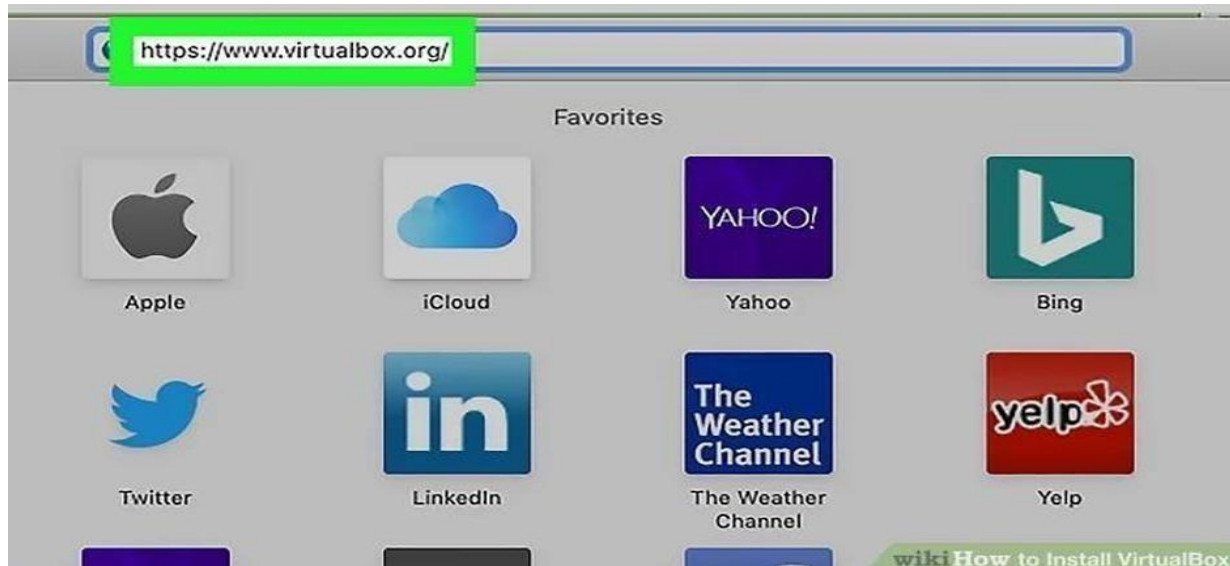 https://www.virtualbox.org/
Favorites
YAHOO!
Apple
iCloud
Yahoo
Bing
in
The
Weather
Channel
yelp
Twitter
LinkedIn
The Weather
Channel
Yelp
wikiHow to Install VirtualBox